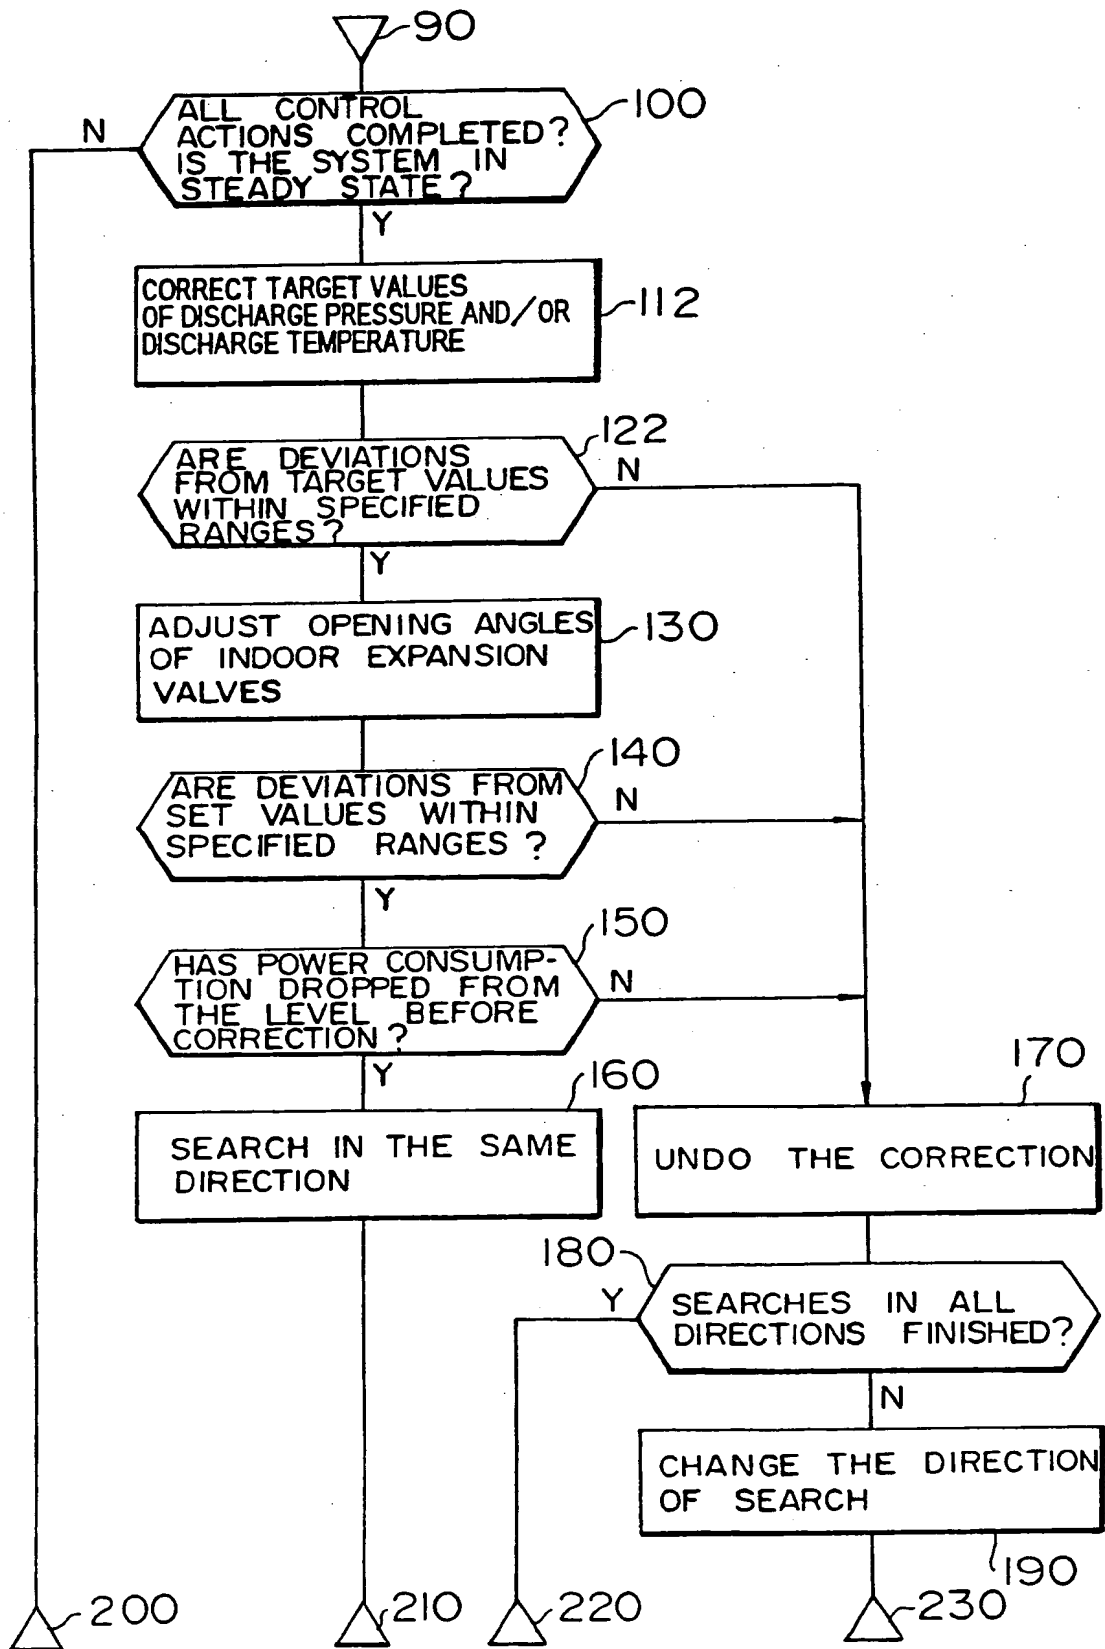 90
ALL CONTROL
ACTIONS COMPLETED?
IS THE SYSTEM IN
STEADY STATE?
100
N
Y
CORRECT TARGET VALUES
OF DISCHARGE PRESSURE AND/OR
DISCHARGE TEMPERATURE
112
ARE DEVIATIONS
FROM TARGET VALUES
WITHIN SPECIFIED
RANGES?
122
N
Y
ADJUST OPENING ANGLES
OF INDOOR EXPANSION
VALVES
130
ARE DEVIATIONS FROM
SET VALUES WITHIN
SPECIFIED RANGES ?
140
N
Y
HAS POWER CONSUMP-
TION DROPPED FROM
THE LEVEL BEFORE
CORRECTION?
150
N
Y
160
SEARCH IN THE SAME
DIRECTION
170
UNDO THE CORRECTION
180
Y
SEARCHES IN ALL
DIRECTIONS FINISHED?
N
CHANGE THE DIRECTION
OF SEARCH
190
200
210
220
230